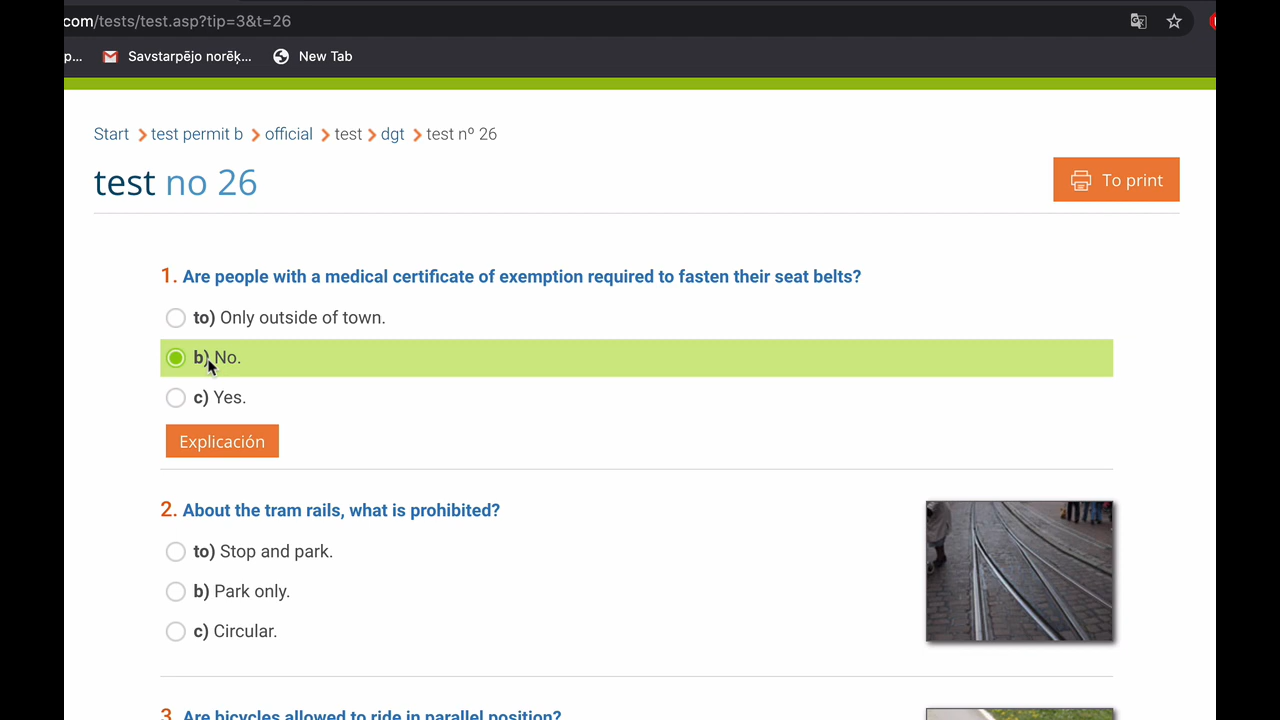 com/tests/test.asp?tip=3&t=26
p... Savstarpējo norēķ... New Tab
Start test permit b official test dgt test nº 26
test no 26
To print
1. Are people with a medical certificate of exemption required to fasten their seat belts?
to) Only outside of town.
b) No.
c) Yes.
Explicación
2. About the tram rails, what is prohibited?
to) Stop and park.
b) Park only.
c) Circular.
3. Are bicycles allowed to ride in parallel position?